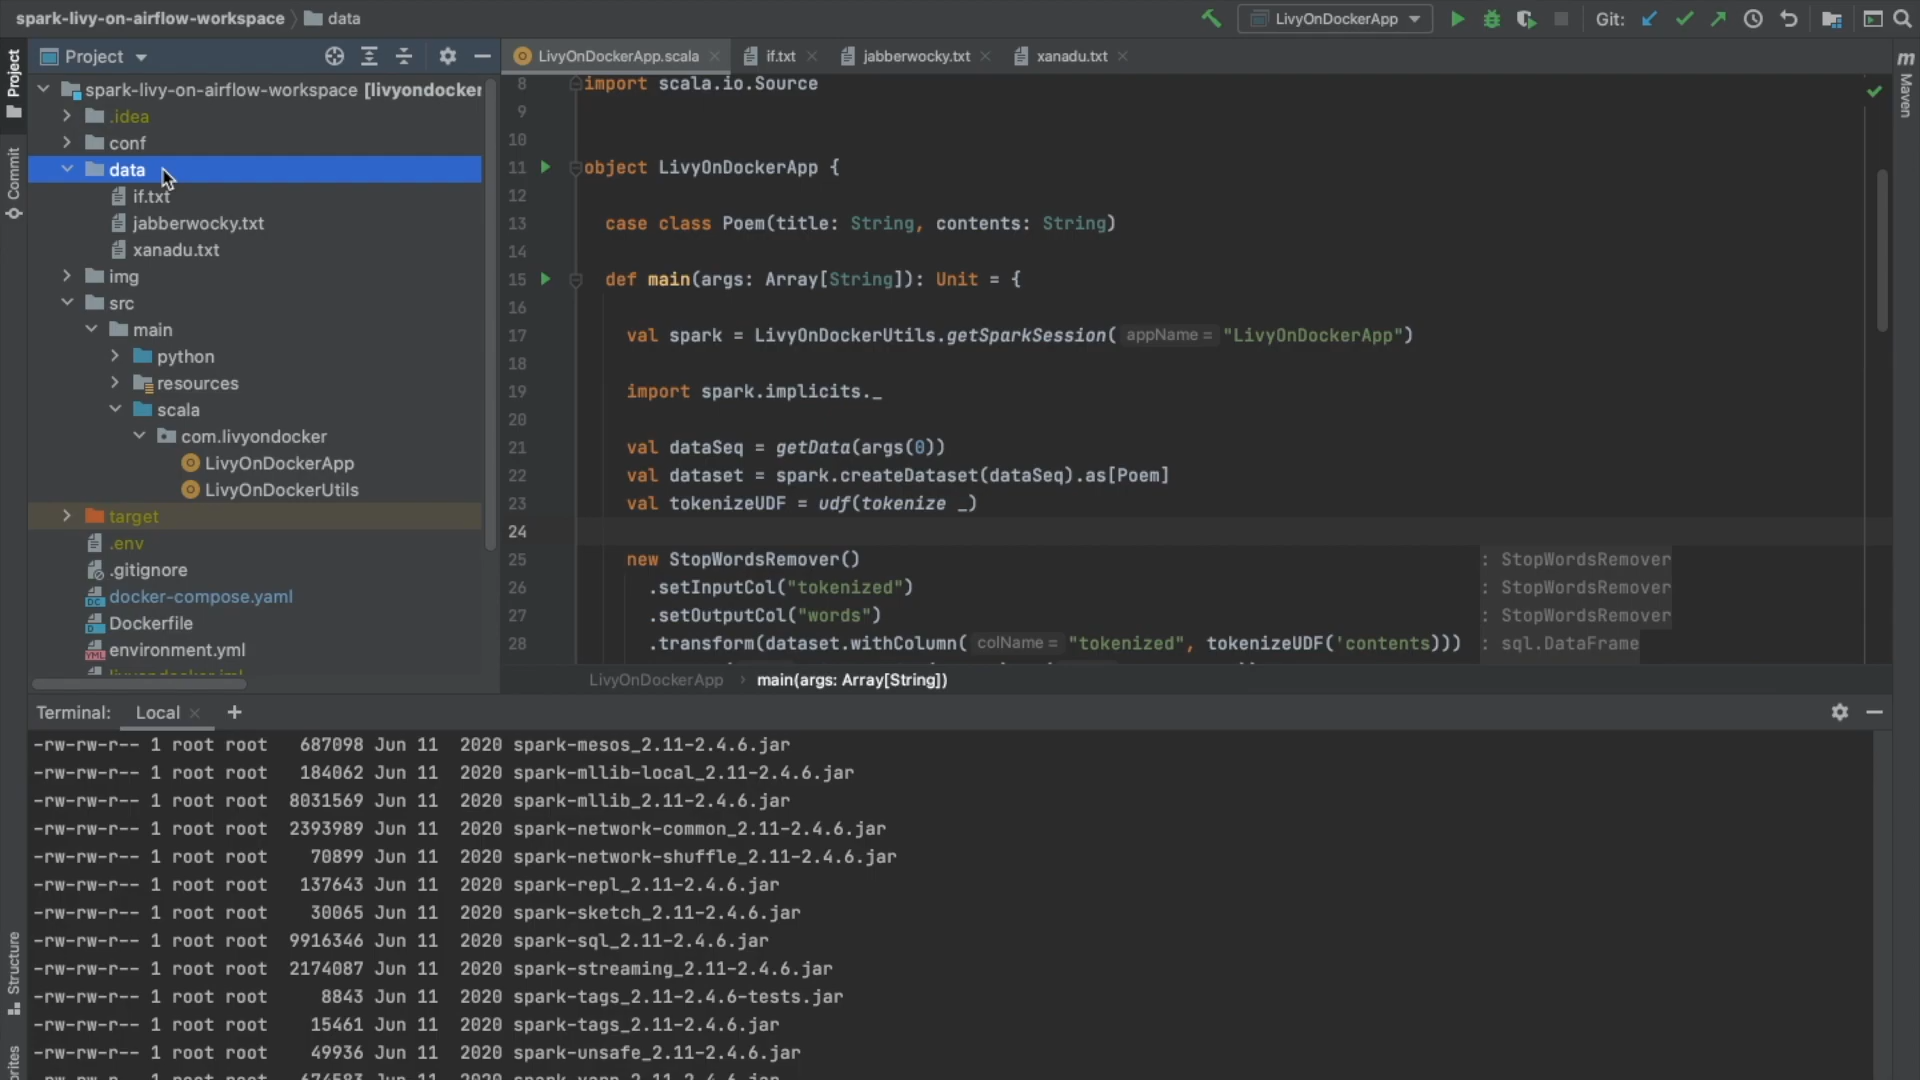 spark-livy-on-airflow-workspace data
LivyOnDockerApp
Git:
Project
Commit
Structure
Maven
Project
spark-livy-on-airflow-workspace [livyondocker
.idea
conf
data
if.txt
jabberwocky.txt
xanadu.txt
img
src
main
python
resources
scala
com.livyondocker
LivyOnDockerApp
LivyOnDockerUtils
target
.env
.gitignore
docker-compose.yaml
Dockerfile
environment.yml
LivyOnDockerApp.scala if.txt jabberwocky.txt xanadu.txt
8 import scala.io.Source
9
10
11 object LivyOnDockerApp {
12
13 case class Poem(title: String, contents: String)
14
15 def main(args: Array[String]): Unit = {
16
17 val spark = LivyOnDockerUtils.getSparkSession( appName = "LivyOnDockerApp")
18
19 import spark.implicits._
20
21 val dataSeq = getData(args(0))
22 val dataset = spark.createDataset(dataSeq).as[Poem]
23 val tokenizeUDF = udf(tokenize _)
24
25 new StopWordsRemover() : StopWordsRemover
26 .setInputCol("tokenized") : StopWordsRemover
27 .setOutputCol("words") : StopWordsRemover
28 .transform(dataset.withColumn( colName = "tokenized", tokenizeUDF('contents))) : sql.DataFrame
LivyOnDockerApp main(args: Array[String])
Terminal: Local
-rw-rw-r-- 1 root root 687098 Jun 11 2020 spark-mesos_2.11-2.4.6.jar
-rw-rw-r-- 1 root root 184062 Jun 11 2020 spark-mllib-local_2.11-2.4.6.jar
-rw-rw-r-- 1 root root 8031569 Jun 11 2020 spark-mllib_2.11-2.4.6.jar
-rw-rw-r-- 1 root root 2393989 Jun 11 2020 spark-network-common_2.11-2.4.6.jar
-rw-rw-r-- 1 root root 70899 Jun 11 2020 spark-network-shuffle_2.11-2.4.6.jar
-rw-rw-r-- 1 root root 137643 Jun 11 2020 spark-repl_2.11-2.4.6.jar
-rw-rw-r-- 1 root root 30065 Jun 11 2020 spark-sketch_2.11-2.4.6.jar
-rw-rw-r-- 1 root root 9916346 Jun 11 2020 spark-sql_2.11-2.4.6.jar
-rw-rw-r-- 1 root root 2174087 Jun 11 2020 spark-streaming_2.11-2.4.6.jar
-rw-rw-r-- 1 root root 8843 Jun 11 2020 spark-tags_2.11-2.4.6-tests.jar
-rw-rw-r-- 1 root root 15461 Jun 11 2020 spark-tags_2.11-2.4.6.jar
-rw-rw-r-- 1 root root 49936 Jun 11 2020 spark-unsafe_2.11-2.4.6.jar